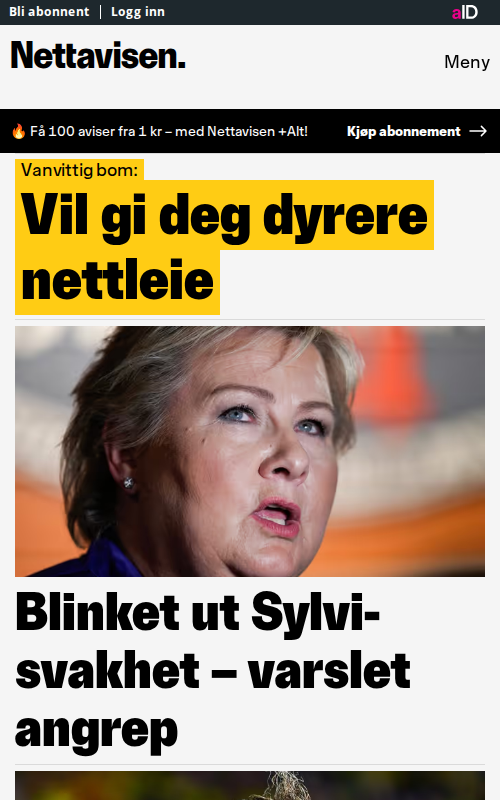 Bli abonnent
Logg inn
aID
Nettavisen.
Meny
🔥 Få 100 aviser fra 1 kr – med Nettavisen +Alt!
Kjøp abonnement →
Vanvittig bom:
Vil gi deg dyrere
nettleie
Blinket ut Sylvi-
svakhet – varslet
angrep